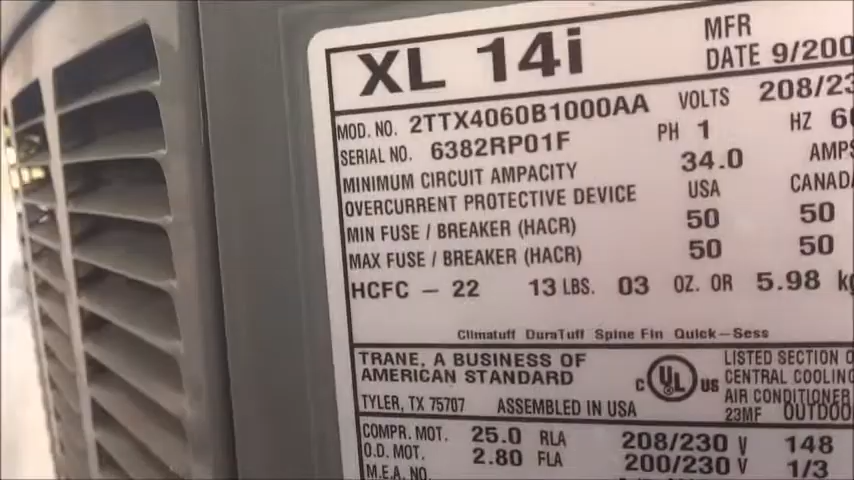 XL 14i MFR
DATE 9/200
MOD. NO. 2TTX4060B1000AA VOLTS 208/23
SERIAL NO. 6382RP01F PH 1 HZ 6
MINIMUM CIRCUIT AMPACITY 34.0 AMPS
OVERCURRENT PROTECTIVE DEVICE USA CANADA
MIN FUSE / BREAKER (HACR) 50 50
MAX FUSE / BREAKER (HACR) 50 50
HCFC - 22 13 LBS. 03 OZ. OR 5.98 kg
Climatuff DuraTuff Spine Fin Quick-Sess
TRANE, A BUSINESS OF
AMERICAN STANDARD
TYLER, TX 75707 ASSEMBLED IN USA
C UL US
LISTED SECTION O
CENTRAL COOLING
AIR CONDITIONER
23MF OUTDOO
COMPR. MOT. 25.0 RLA 208/230 V 148
O.D. MOT. 2.80 FLA 200/230 V 1/3
M.E.A. NO.